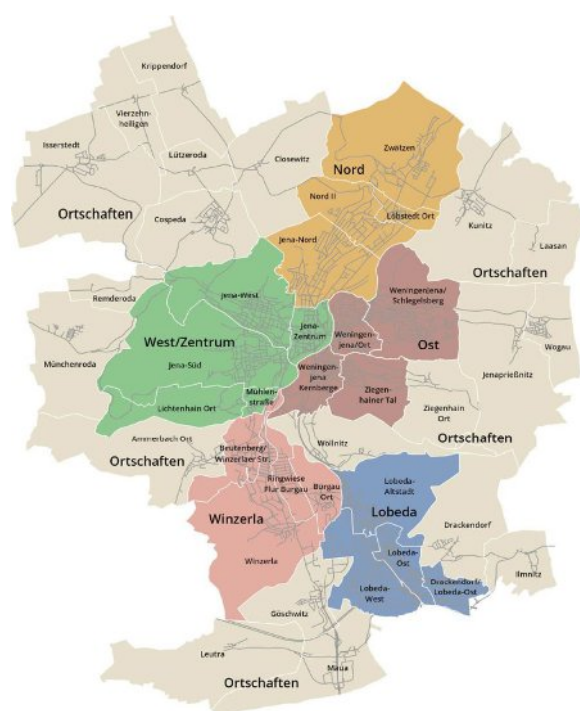 Krippendorf
Vierzehn-
heiligen
Isserstedt
Lützeroda
Closewitz
Zwätzen
Nord
Nord II
Löbstedt Ort
Ortschaften
Cospeda
Kunitz
Jena-Nord
Laasan
Ortschaften
Remderoda
Jena-West
Wenigenjena/
Schlegelsberg
Jena-
Zentrum
Wenigen-
jena/Ort
West/Zentrum
Ost
Wogau
Münchenroda
Jena-Süd
Wenigen-
jena
Kernberge
Jenaprießnitz
Ziegen-
hainer Tal
Mühlen-
straße
Lichtenhain Ort
Ziegenhain
Ort
Ammerbach Ort
Wöllnitz
Ortschaften
Ortschaften
Beutenberg/
Winzerlaer Str.
Ringwiese
Flur Burgau
Burgau
Ort
Lobeda-
Altstadt
Winzerla
Lobeda
Drackendorf
Lobeda-
Ost
Winzerla
Ilmnitz
Drackendorf/
Lobeda-Ost
Lobeda-
West
Göschwitz
Leutra
Maua
Ortschaften